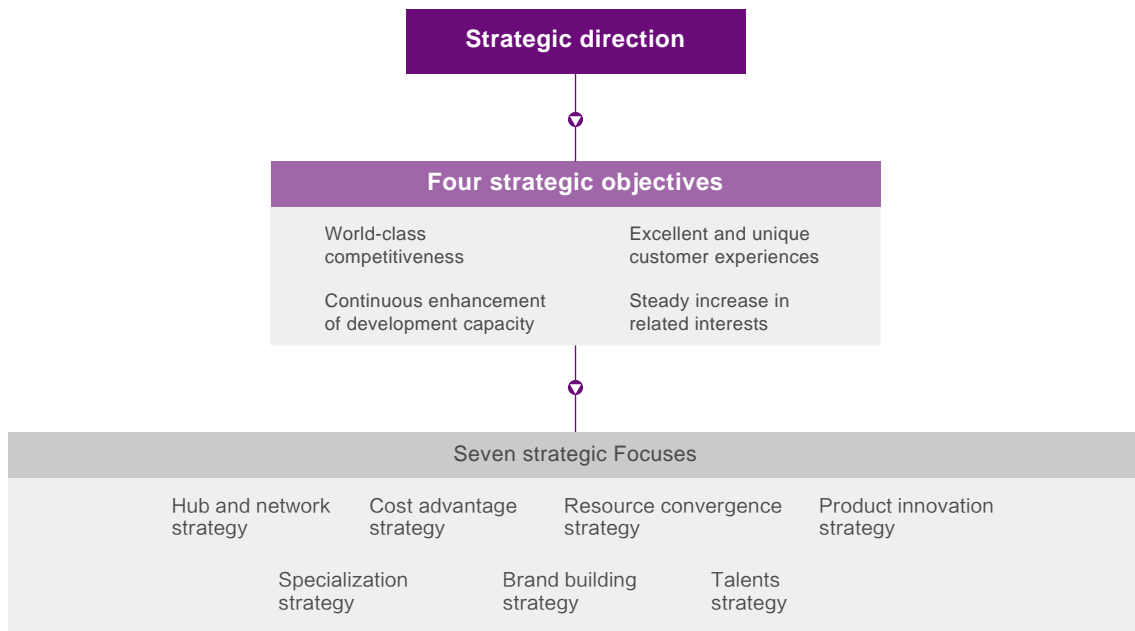 Strategic direction
Four strategic objectives
World-class
competitiveness
Excellent and unique
customer experiences
Continuous enhancement
of development capacity
Steady increase in
related interests
Seven strategic Focuses
Hub and network
strategy
Cost advantage
strategy
Resource convergence
strategy
Product innovation
strategy
Specialization
strategy
Brand building
strategy
Talents
strategy